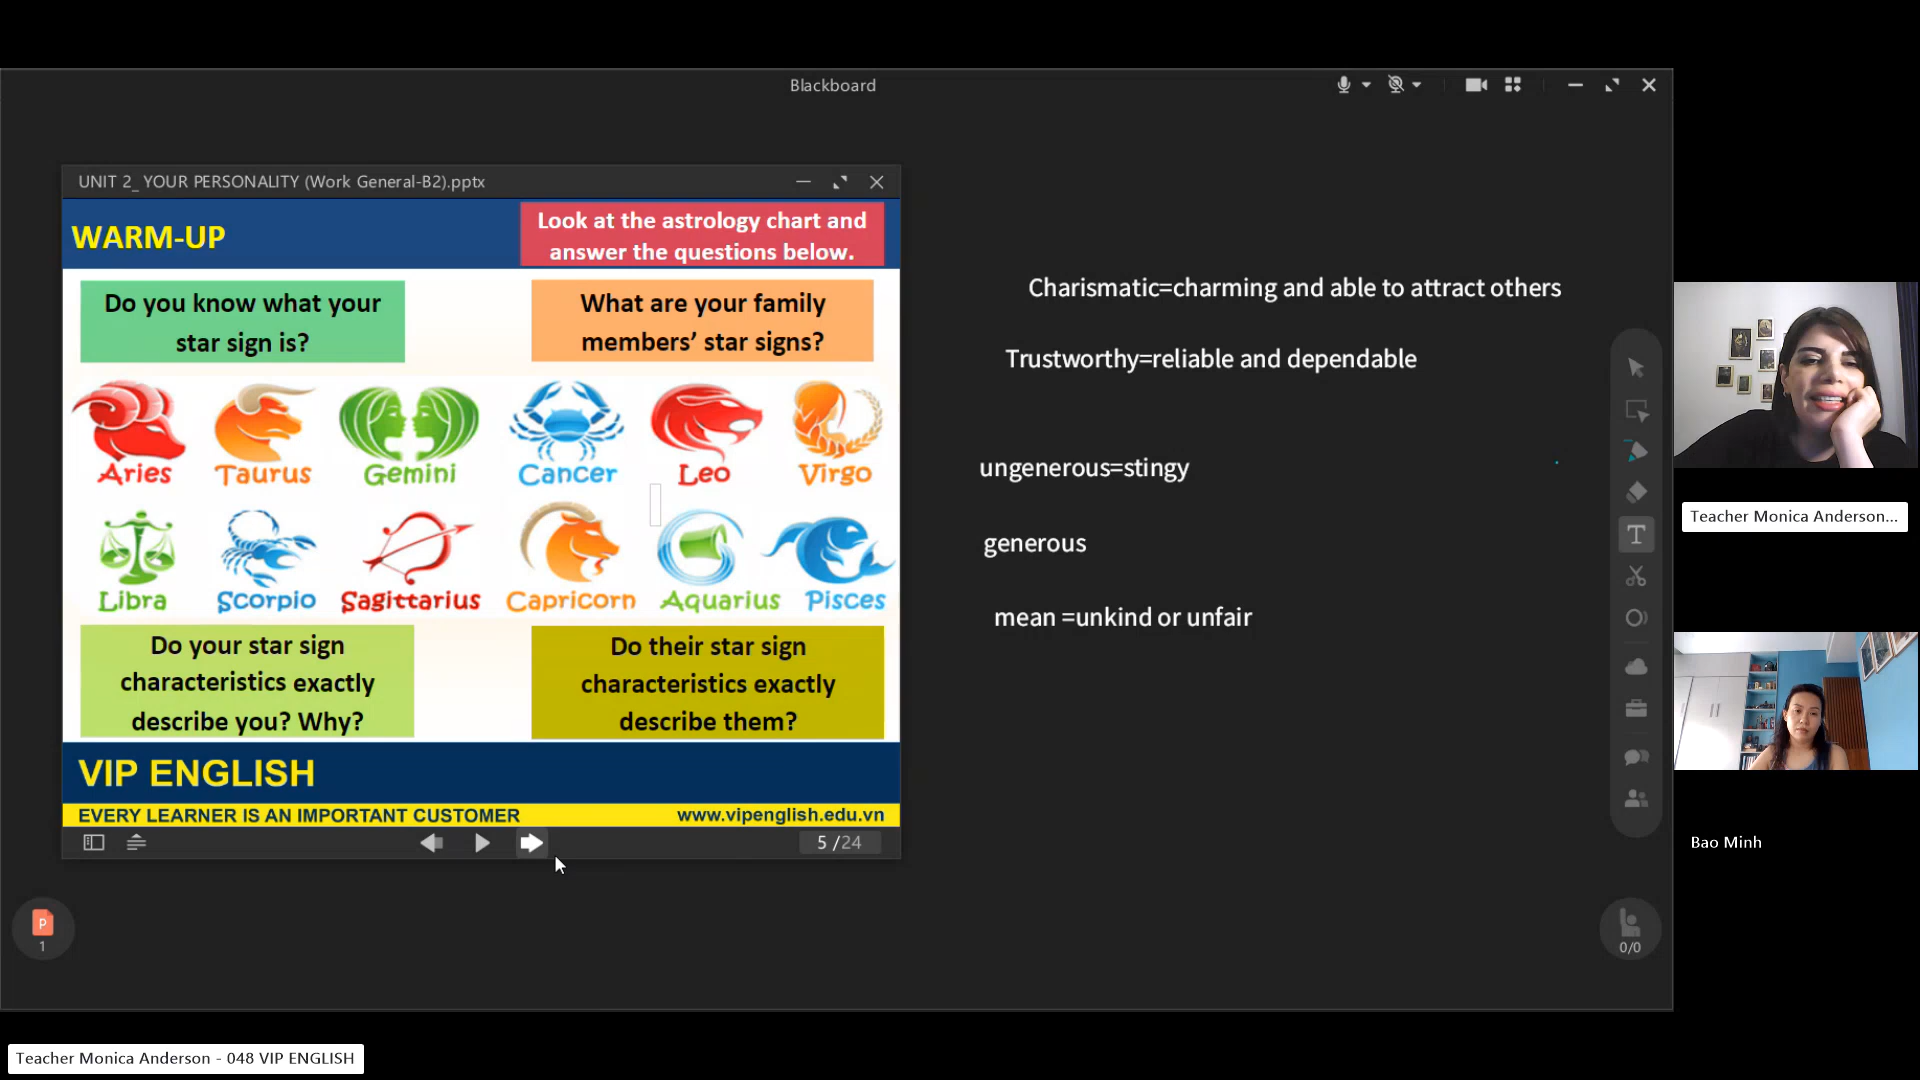 Blackboard
UNIT 2_ YOUR PERSONALITY (Work General-B2).pptx
WARM-UP
Look at the astrology chart and
answer the questions below.
Do you know what your
star sign is?
What are your family
members’ star signs?
Aries Taurus Gemini Cancer Leo Virgo
Libra Scorpio Sagittarius Capricorn Aquarius Pisces
Do your star sign
characteristics exactly
describe you? Why?
Do their star sign
characteristics exactly
describe them?
VIP ENGLISH
EVERY LEARNER IS AN IMPORTANT CUSTOMER
www.vipenglish.edu.vn
5 /24
Charismatic=charming and able to attract others
Trustworthy=reliable and dependable
ungenerous=stingy
generous
mean =unkind or unfair
T
P
1
0/0
Teacher Monica Anderson...
Bao Minh
Teacher Monica Anderson - 048 VIP ENGLISH